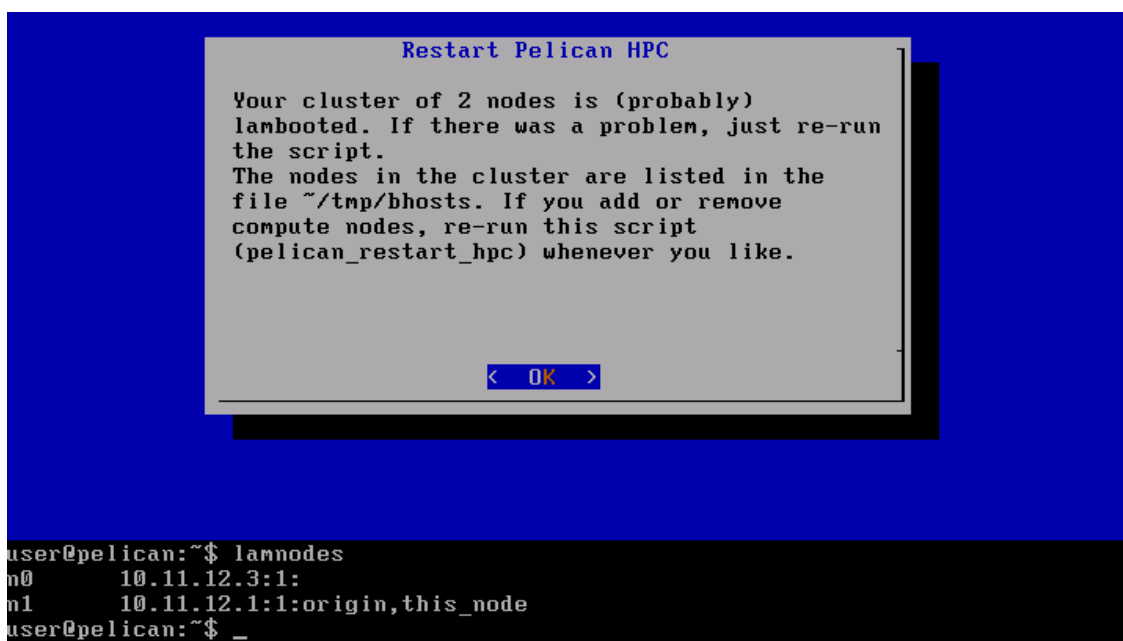 Restart Pelican HPC
Your cluster of 2 nodes is (probably)
lambooted. If there was a problem, just re-run
the script.
The nodes in the cluster are listed in the
file ~/tmp/bhosts. If you add or remove
compute nodes, re-run this script
(pelican_restart_hpc) whenever you like.
< OK >
user@pelican:~$ lamnodes
n0 10.11.12.3:1:
n1 10.11.12.1:1:origin,this_node
user@pelican:~$ _